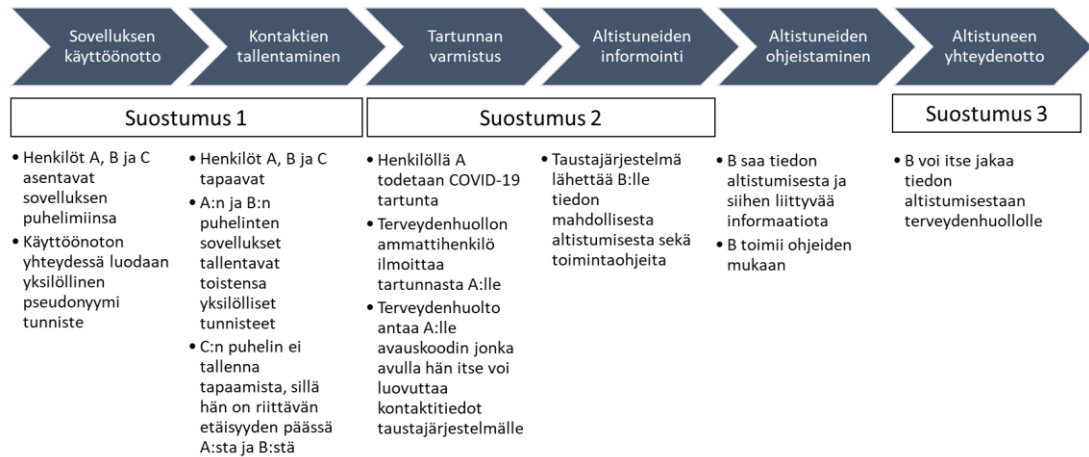 Sovelluksen
käyttöönotto
Kontaktien
tallentaminen
Tartunnan
varmistus
Altistuneiden
informointi
Altistuneiden
ohjeistaminen
Altistuneen
yhteydenotto
Suostumus 1
Suostumus 2
Suostumus 3
• Henkilöt A, B ja C
asentavat
sovelluksen
puhelimiinsa
• Käyttöönoton
yhteydessä luodaan
yksilöllinen
pseudonyymi
tunniste
• Henkilöt A, B ja C
tapaavat
• A:n ja B:n
puhelinten
sovellukset
tallentavat
toistensa
yksilölliset
tunnisteet
• C:n puhelin ei
tallenna
tapaamista, sillä
hän on riittävän
etäisyyden päässä
A:sta ja B:stä
• Henkilöllä A
todetaan COVID-19
tartunta
• Terveydenhuollon
ammattihenkilö
ilmoittaa
tartunnasta A:lle
• Terveydenhuolto
antaa A:lle
avauskoodin jonka
avulla hän itse voi
luovuttaa
kontaktitiedot
taustajärjestelmälle
• Taustajärjestelmä
lähettää B:lle
tiedon
mahdollisesta
altistumisesta sekä
toimintaohjeita
• B saa tiedon
altistumisesta ja
siihen liittyvää
informaatiota
• B toimii ohjeiden
mukaan
• B voi itse jakaa
tiedon
altistumisestaan
terveydenhuollolle